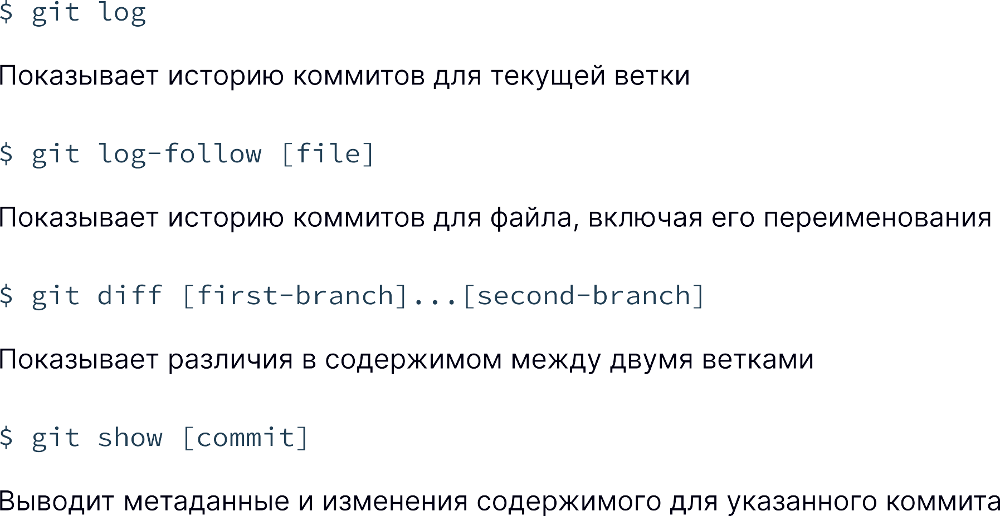 $ git log
Показывает историю коммитов для текущей ветки
$ git log-follow [file]
Показывает историю коммитов для файла, включая его переименования
$ git diff [first-branch]...[second-branch]
Показывает различия в содержимом между двумя ветками
$ git show [commit]
Выводит метаданные и изменения содержимого для указанного коммита